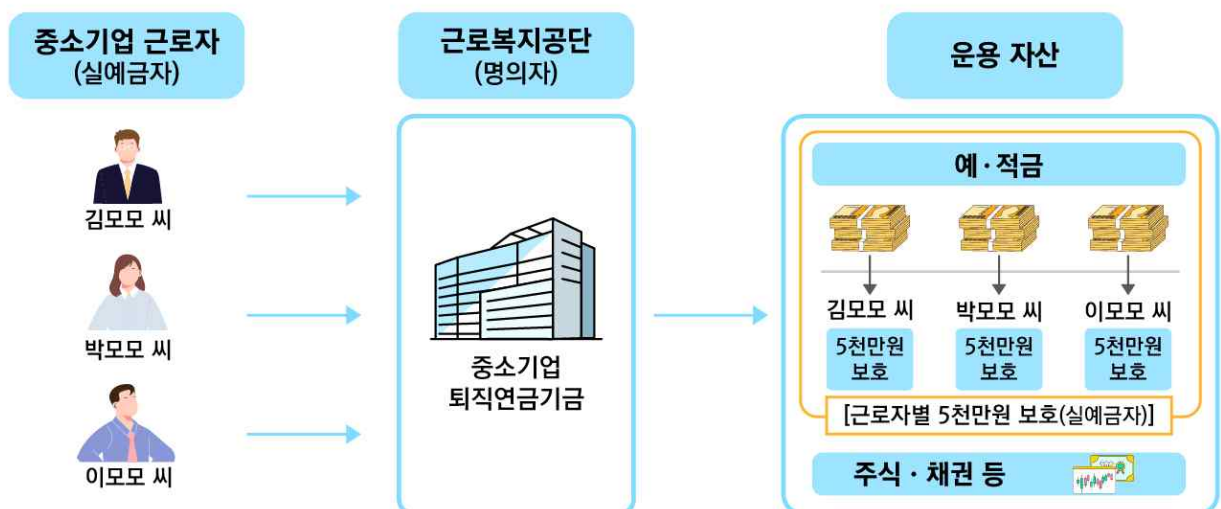 중소기업 근로자
(실예금자)
근로복지공단
(명의자)
운용 자산
김모모 씨
박모모 씨
이모모 씨
중소기업
퇴직연금기금
예·적금
김모모 씨
박모모 씨
이모모 씨
5천만원
보호
5천만원
보호
5천만원
보호
[근로자별 5천만원 보호(실예금자)]
주식·채권 등